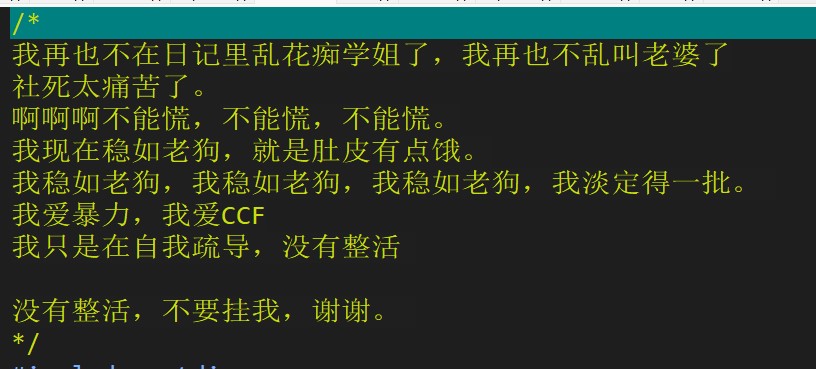 /*
我再也不在日记里乱花痴学姐了，我再也不乱叫老婆了
社死太痛苦了。
啊啊啊不能慌，不能慌，不能慌。
我现在稳如老狗，就是肚皮有点饿。
我稳如老狗，我稳如老狗，我稳如老狗，我淡定得一批。
我爱暴力，我爱CCF
我只是在自我疏导，没有整活
没有整活，不要挂我，谢谢。
*/